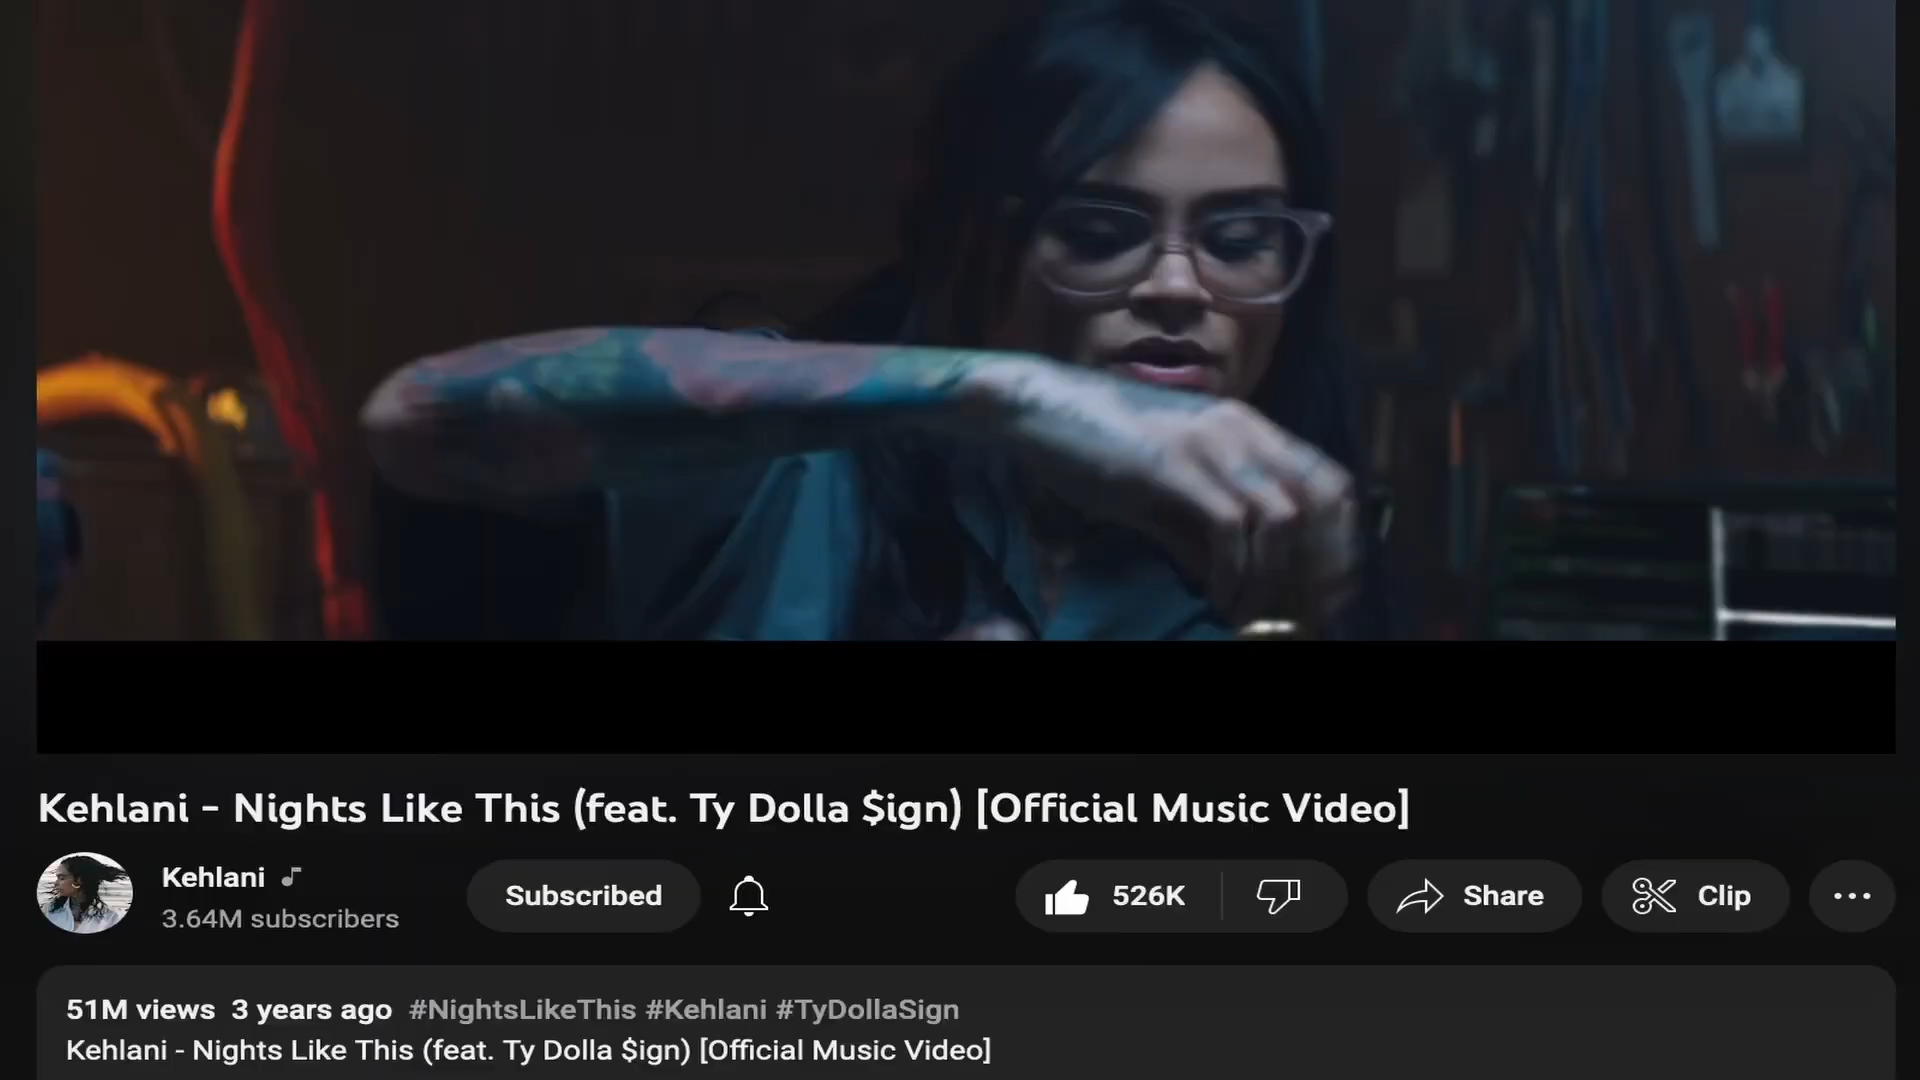 Kehlani - Nights Like This (feat. Ty Dolla $ign) [Official Music Video]
Kehlani
3.64M subscribers
Subscribed
526K
Share
Clip
51M views 3 years ago #NightsLikeThis #Kehlani #TyDollaSign
Kehlani - Nights Like This (feat. Ty Dolla $ign) [Official Music Video]